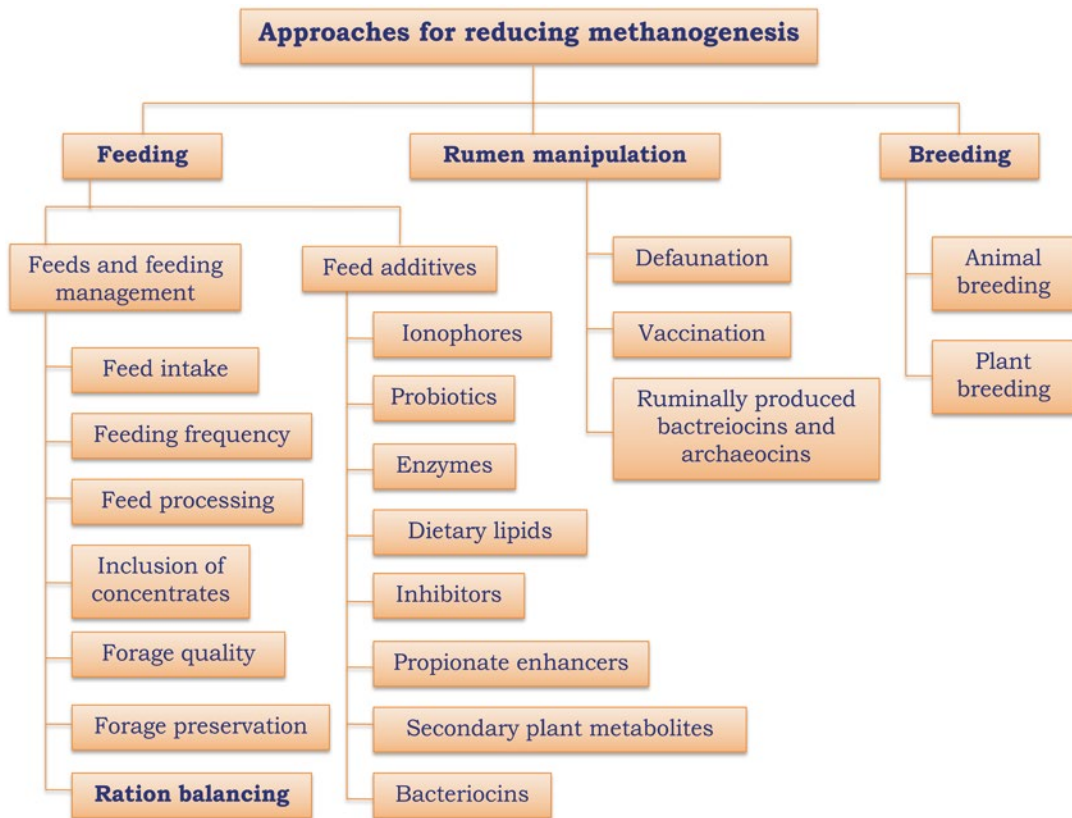 Approaches for reducing methanogenesis
Feeding
Rumen manipulation
Breeding
Feeds and feeding
management
Feed intake
Feeding frequency
Feed processing
Inclusion of
concentrates
Forage quality
Forage preservation
Ration balancing
Feed additives
Ionophores
Probiotics
Enzymes
Dietary lipids
Inhibitors
Propionate enhancers
Secondary plant metabolites
Bacteriocins
Defaunation
Vaccination
Ruminally produced
bactreiocins and
archaeocins
Animal
breeding
Plant
breeding